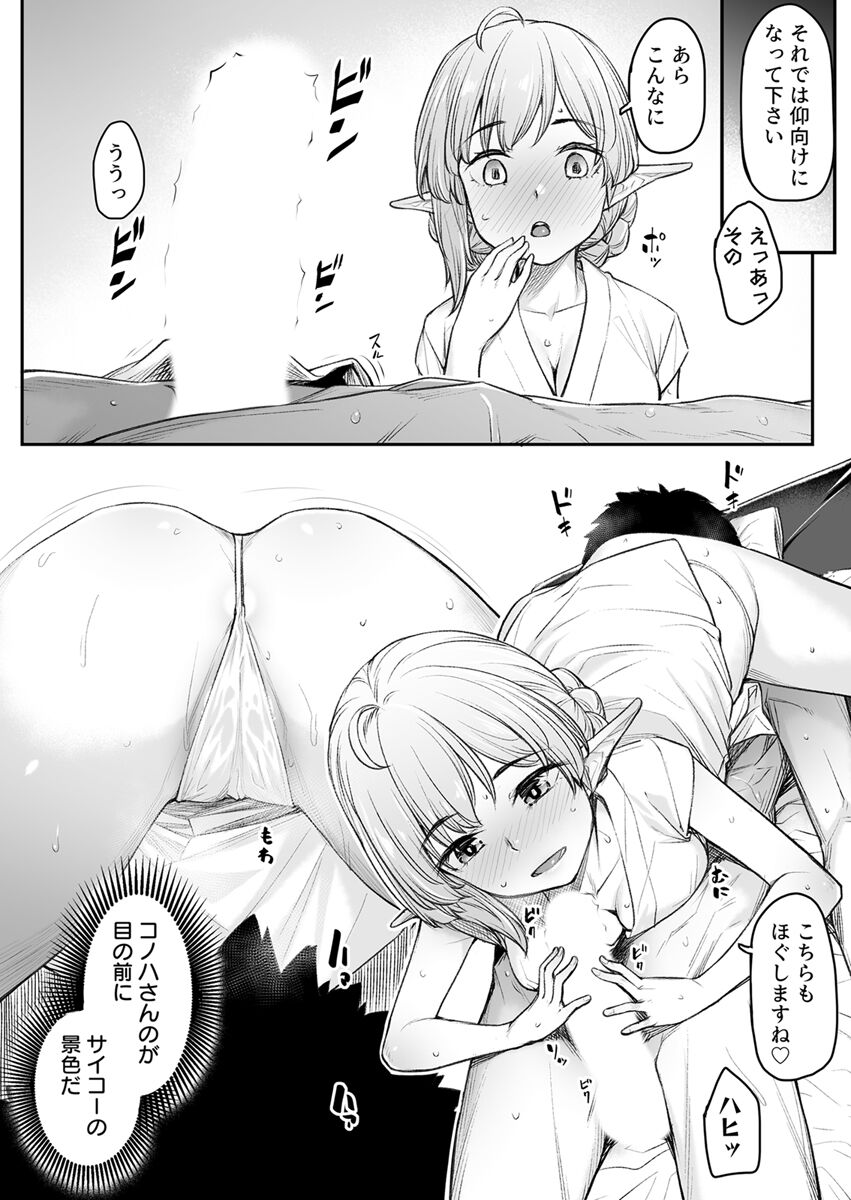 それでは仰向けに
なって下さい
えっあっ
その
あら
こんなに
ポッ
ビン
ビン
ビン
ビン
ううっ
ズル
ドキ
ドキ
もわ
むに
こちらも
ほぐしますね♡
ビク
ビク
ハヒッ
コノハさんのが
目の前に
サイコーの
景色だ